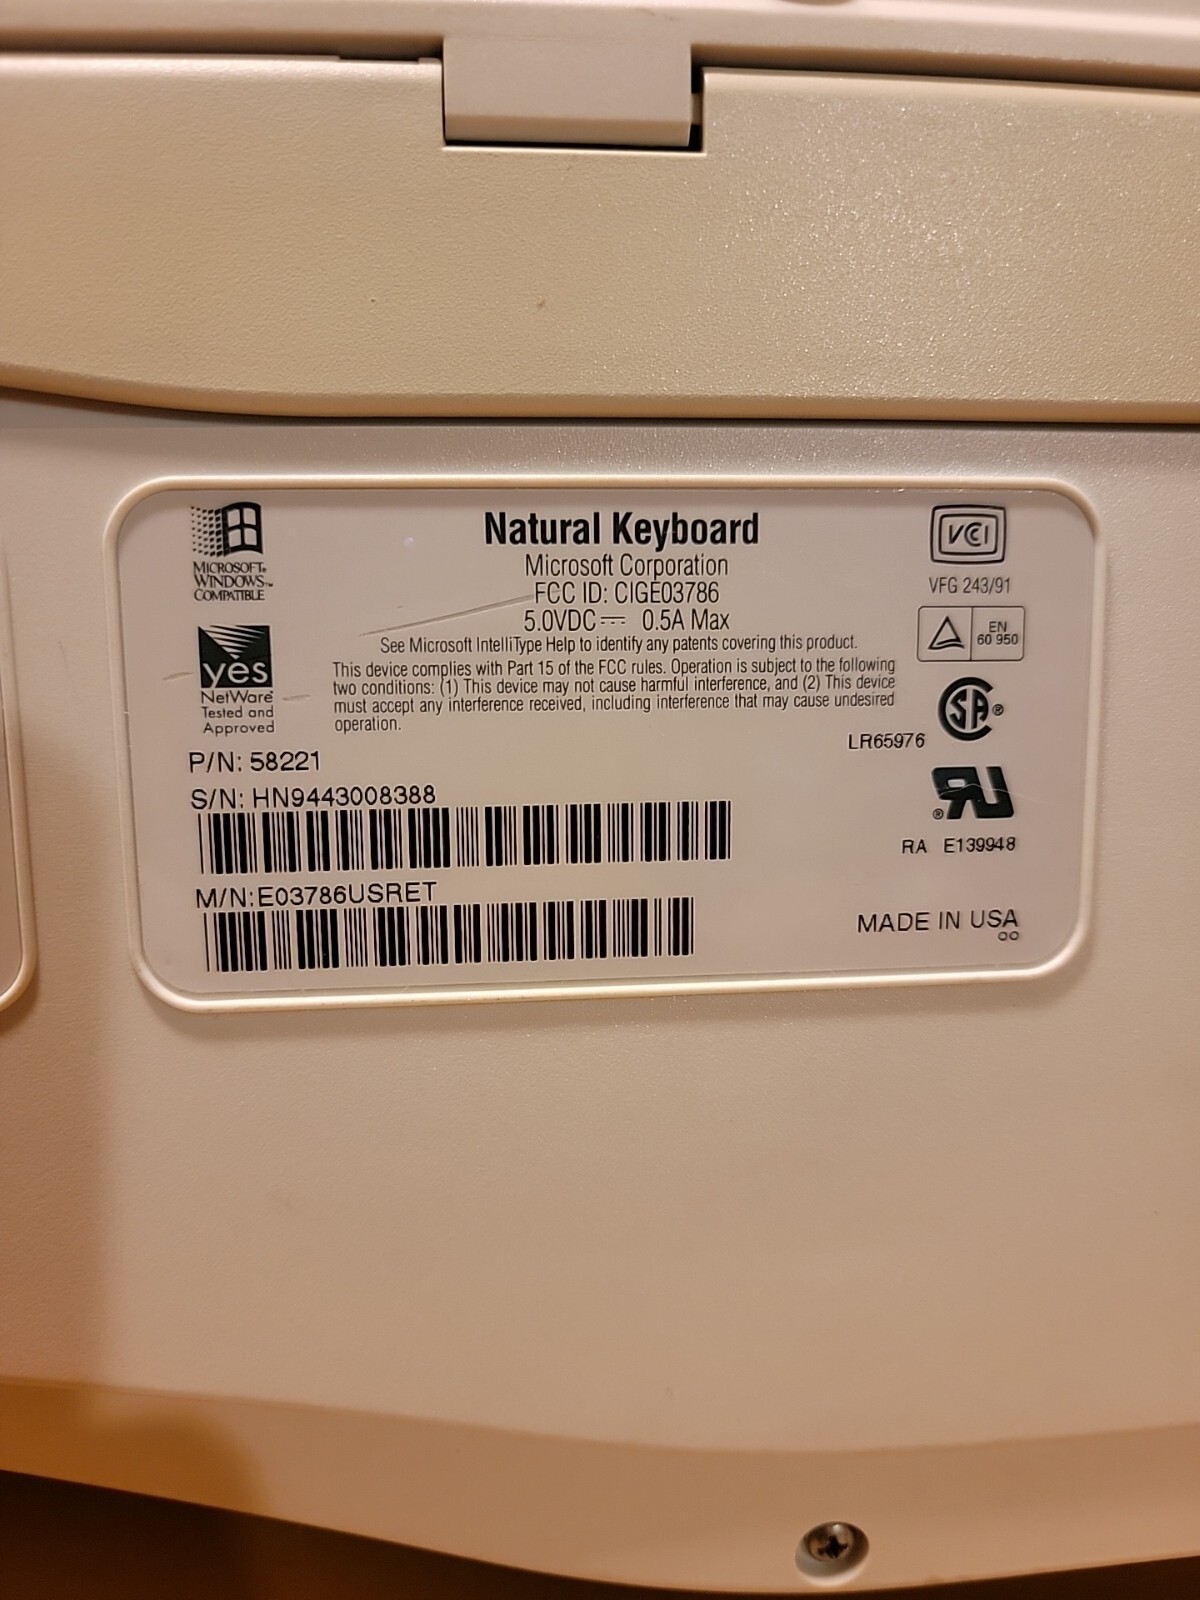 MICROSOFT®
WINDOWS™
COMPATIBLE
Natural Keyboard
Microsoft Corporation
FCC ID: CIGE03786
5.0VDC ⎓ 0.5A Max
See Microsoft IntelliType Help to identify any patents covering this product.
This device complies with Part 15 of the FCC rules. Operation is subject to the following
two conditions: (1) This device may not cause harmful interference, and (2) This device
must accept any interference received, including interference that may cause undesired
operation.
yes
NetWare®
Tested and
Approved
VCCI
VFG 243/91
EN
60 950
SA®
LR65976
RU®
RA E139948
P/N: 58221
S/N: HN9443008388
M/N:E03786USRET
MADE IN USA